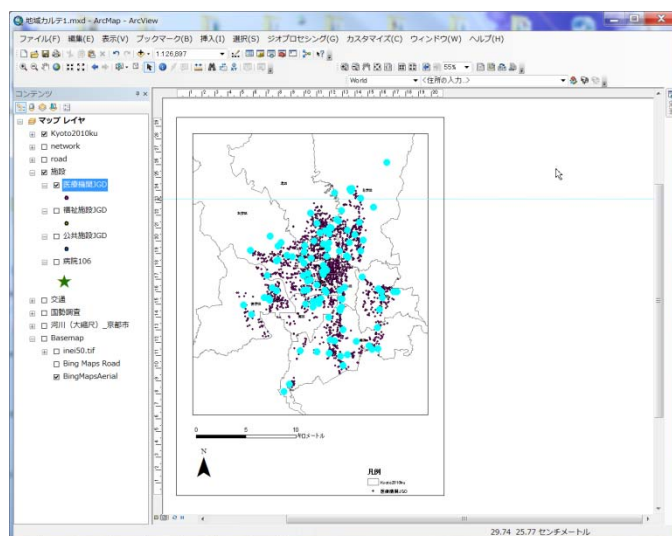 地域カルテ1.mxd - ArcMap - ArcView
ファイル(F) 編集(E) 表示(V) ブックマーク(B) 挿入(I) 選択(S) ジオプロセシング(G) カスタマイズ(C) ウィンドウ(W) ヘルプ(H)
1:126,897
55%
World
<住所の入力...>
コンテンツ
マップ レイヤ
Kyoto2010ku
network
road
施設
医療機関JGD
福祉施設JGD
公共施設JGD
病院106
交通
国勢調査
河川(大縮尺)_京都市
Basemap
inei50.tif
Bing Maps Road
BingMapsAerial
0 5 10
キロメートル
N
凡例
Kyoto2010ku
医療機関JGD
29.74 25.77 センチメートル